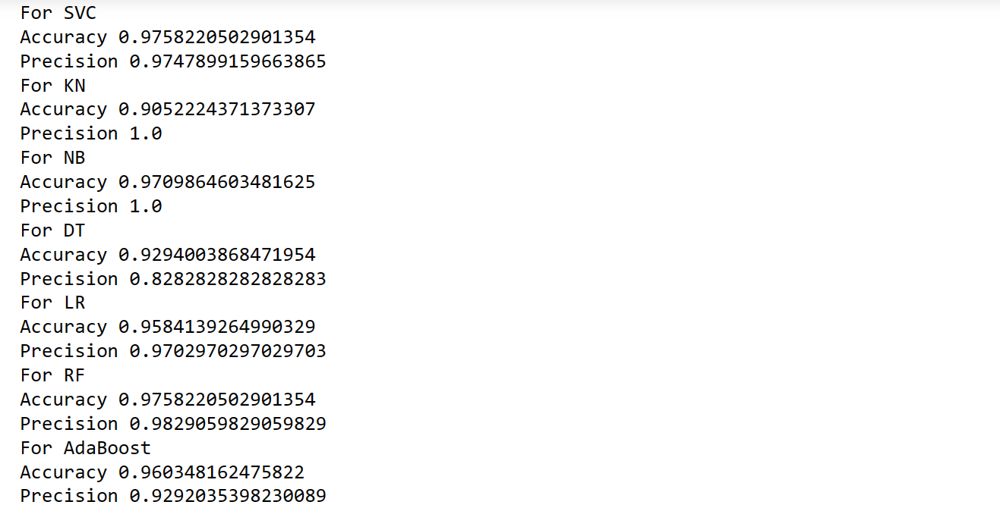 For SVC
Accuracy 0.9758220502901354
Precision 0.9747899159663865
For KN
Accuracy 0.9052224371373307
Precision 1.0
For NB
Accuracy 0.9709864603481625
Precision 1.0
For DT
Accuracy 0.9294003868471954
Precision 0.8282828282828283
For LR
Accuracy 0.9584139264990329
Precision 0.9702970297029703
For RF
Accuracy 0.9758220502901354
Precision 0.9829059829059829
For AdaBoost
Accuracy 0.960348162475822
Precision 0.9292035398230089